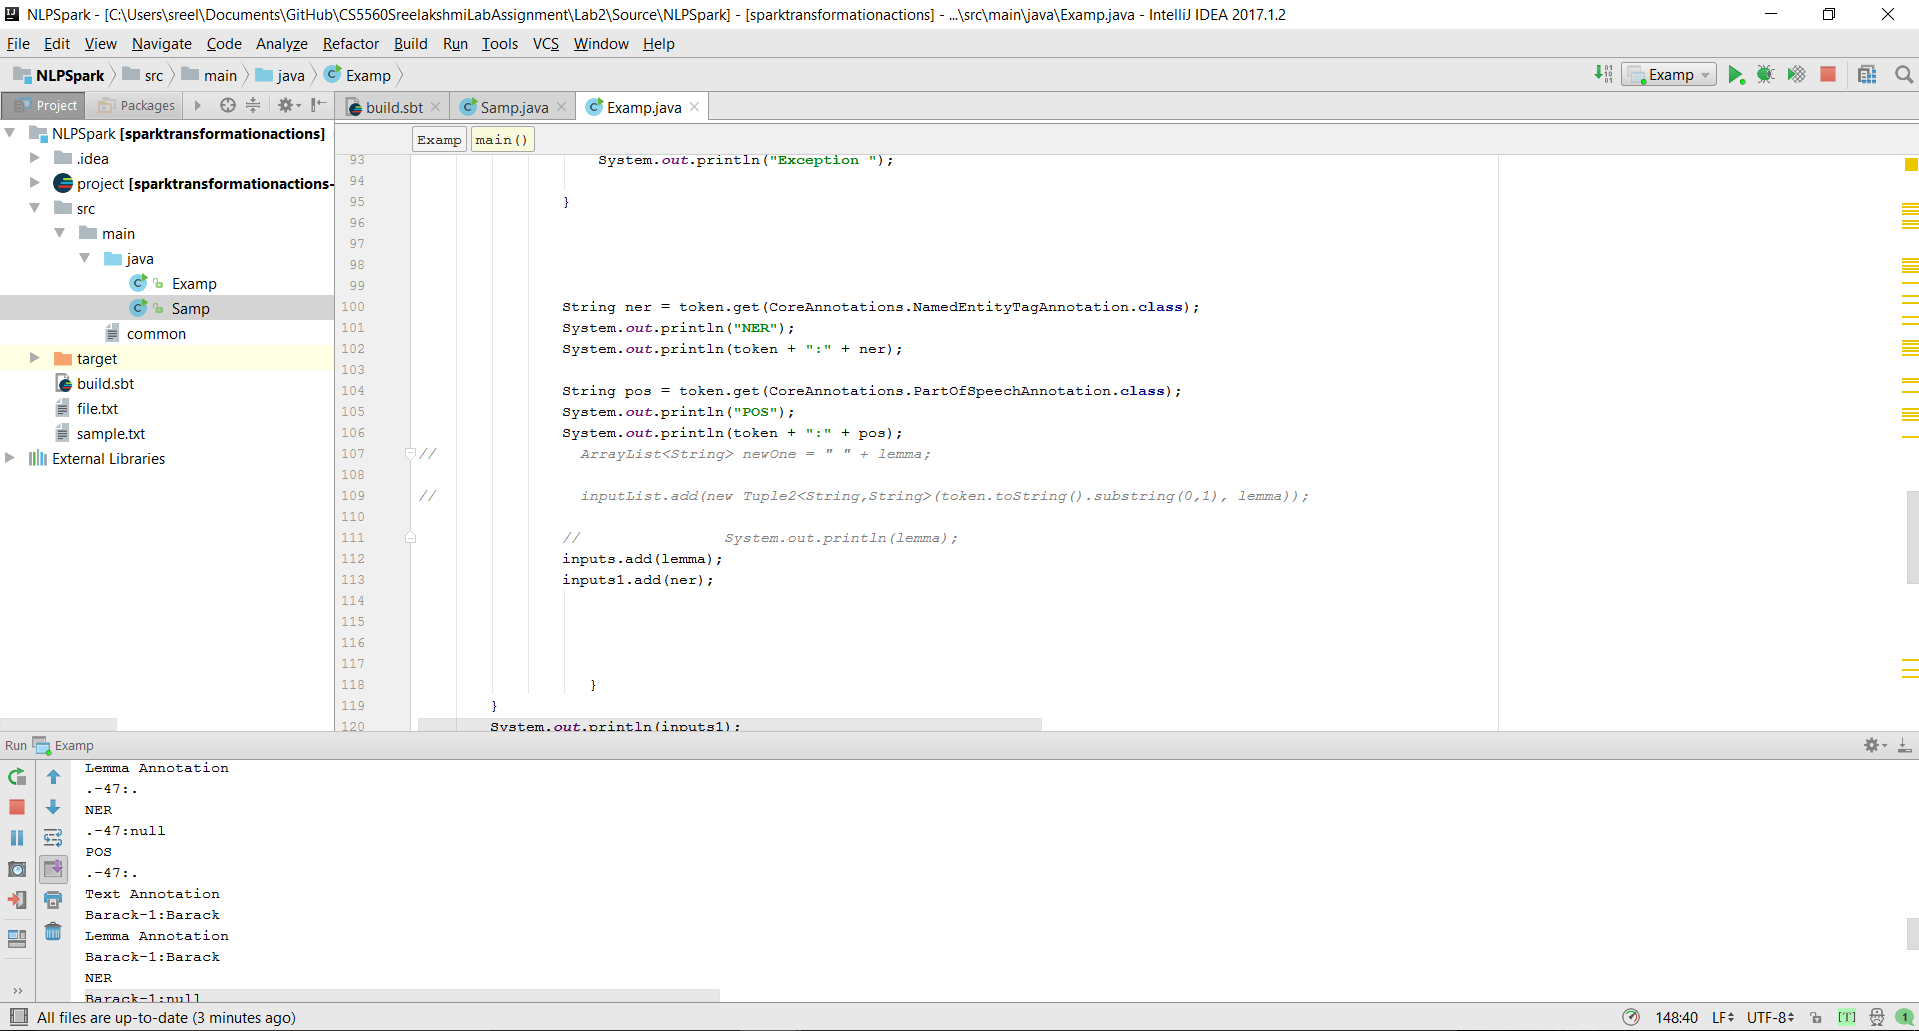 NLPSpark - [C:\Users\sreel\Documents\GitHub\CS5560SreelakshmiLabAssignment\Lab2\Source\NLPSpark] - [sparktransformationactions] - ...\src\main\java\Examp.java - IntelliJ IDEA 2017.1.2
File Edit View Navigate Code Analyze Refactor Build Run Tools VCS Window Help
NLPSpark src main java Examp
Examp
Project Packages
build.sbt Samp.java Examp.java
Examp main()
NLPSpark [sparktransformationactions]
.idea
project [sparktransformationactions-
src
main
java
Examp
Samp
common
target
build.sbt
file.txt
sample.txt
External Libraries
93 System.out.println("Exception ");
94
95 }
96
97
98
99
100 String ner = token.get(CoreAnnotations.NamedEntityTagAnnotation.class);
101 System.out.println("NER");
102 System.out.println(token + ":" + ner);
103
104 String pos = token.get(CoreAnnotations.PartOfSpeechAnnotation.class);
105 System.out.println("POS");
106 System.out.println(token + ":" + pos);
107 // ArrayList<String> newOne = " " + lemma;
108
109 // inputList.add(new Tuple2<String,String>(token.toString().substring(0,1), lemma));
110
111 // System.out.println(lemma);
112 inputs.add(lemma);
113 inputs1.add(ner);
114
115
116
117
118 }
119 }
120 System.out.println(inputs1);
Run Examp
Lemma Annotation
.-47:.
NER
.-47:null
POS
.-47:.
Text Annotation
Barack-1:Barack
Lemma Annotation
Barack-1:Barack
NER
Barack-1:null
All files are up-to-date (3 minutes ago)
148:40 LF UTF-8 [T] 1